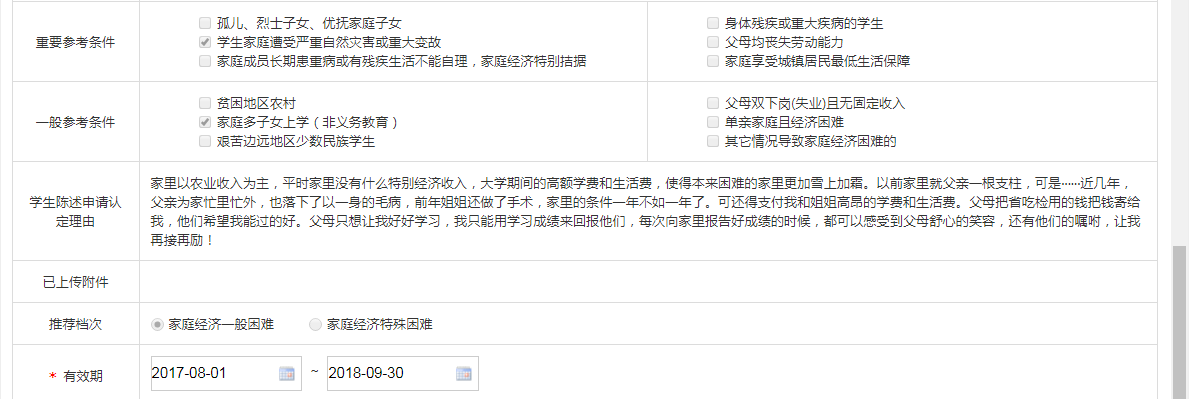 重要参考条件
孤儿、烈士子女、优抚家庭子女
学生家庭遭受严重自然灾害或重大变故
家庭成员长期患重病或有残疾生活不能自理，家庭经济特别拮据
身体残疾或重大疾病的学生
父母均丧失劳动能力
家庭享受城镇居民最低生活保障
一般参考条件
贫困地区农村
家庭多子女上学（非义务教育）
艰苦边远地区少数民族学生
父母双下岗(失业)且无固定收入
单亲家庭且经济困难
其它情况导致家庭经济困难的
学生陈述申请认
定理由
家里以农业收入为主，平时家里没有什么特别经济收入，大学期间的高额学费和生活费，使得本来困难的家里更加雪上加霜。以前家里就父亲一根支柱，可是······近几年，
父亲为家忙里忙外，也落下了以一身的毛病，前年姐姐还做了手术，家里的条件一年不如一年了。可还得支付我和姐姐高昂的学费和生活费。父母把省吃检用的钱把钱寄给
我，他们希望我能过的好。父母只想让我好好学习，我只能用学习成绩来回报他们，每次向家里报告好成绩的时候，都可以感受到父母舒心的笑容，还有他们的嘱咐，让我
再接再励！
已上传附件
推荐档次
家庭经济一般困难 家庭经济特殊困难
* 有效期
2017-08-01 ~ 2018-09-30